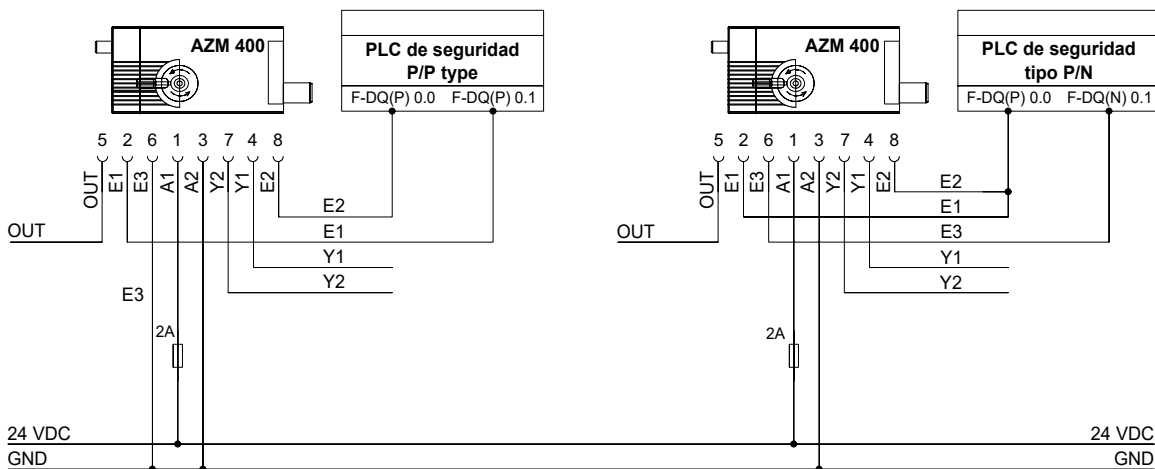 AZM 400
PLC de seguridad
P/P type
F-DQ(P) 0.0 F-DQ(P) 0.1
5 2 6 1 3 7 4 8
OUT E1 E3 A1 A2 Y2 Y1 E2
E2
E1
OUT
Y1
Y2
E3
2A
AZM 400
PLC de seguridad
tipo P/N
F-DQ(P) 0.0 F-DQ(N) 0.1
5 2 6 1 3 7 4 8
OUT E1 E3 A1 A2 Y2 Y1 E2
E2
E1
OUT
E3
Y1
Y2
2A
24 VDC 24 VDC
GND GND